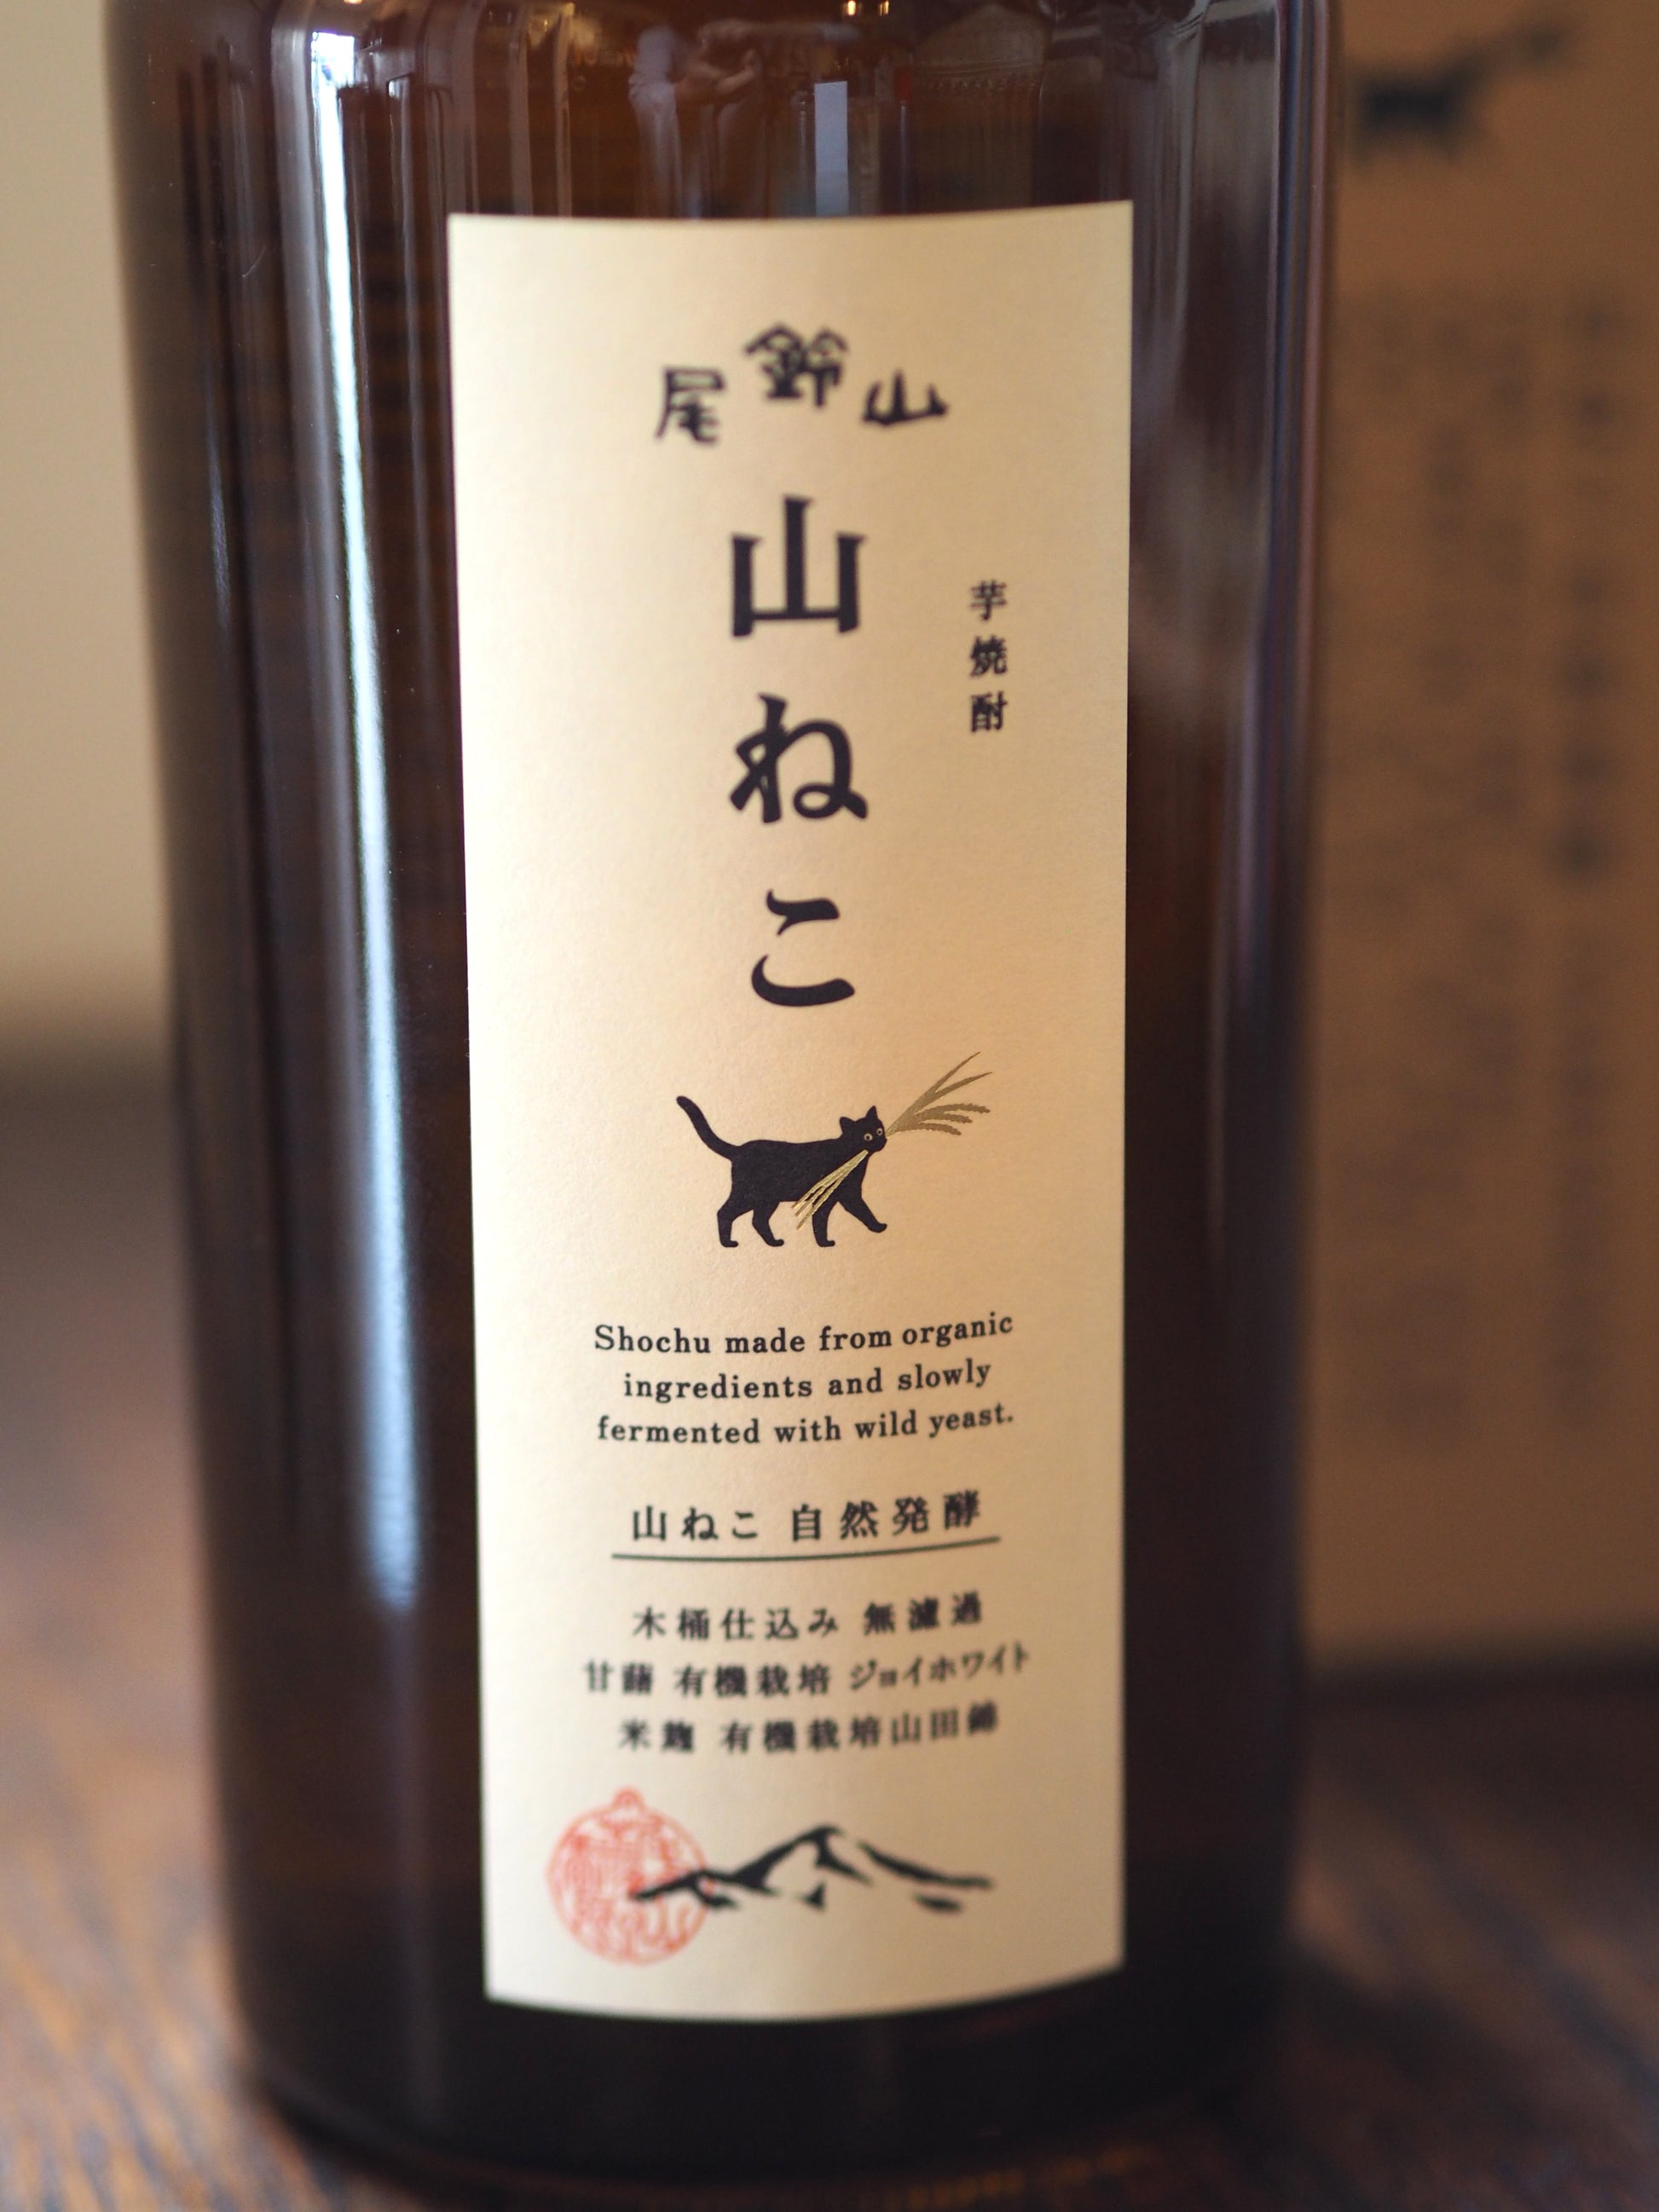 尾鈴山
山ねこ
芋焼酎
Shochu made from organic
ingredients and slowly
fermented with wild yeast.
山ねこ 自然発酵
木桶仕込み 無濾過
甘藷 有機栽培 ジョイホワイト
米麹 有機栽培山田錦